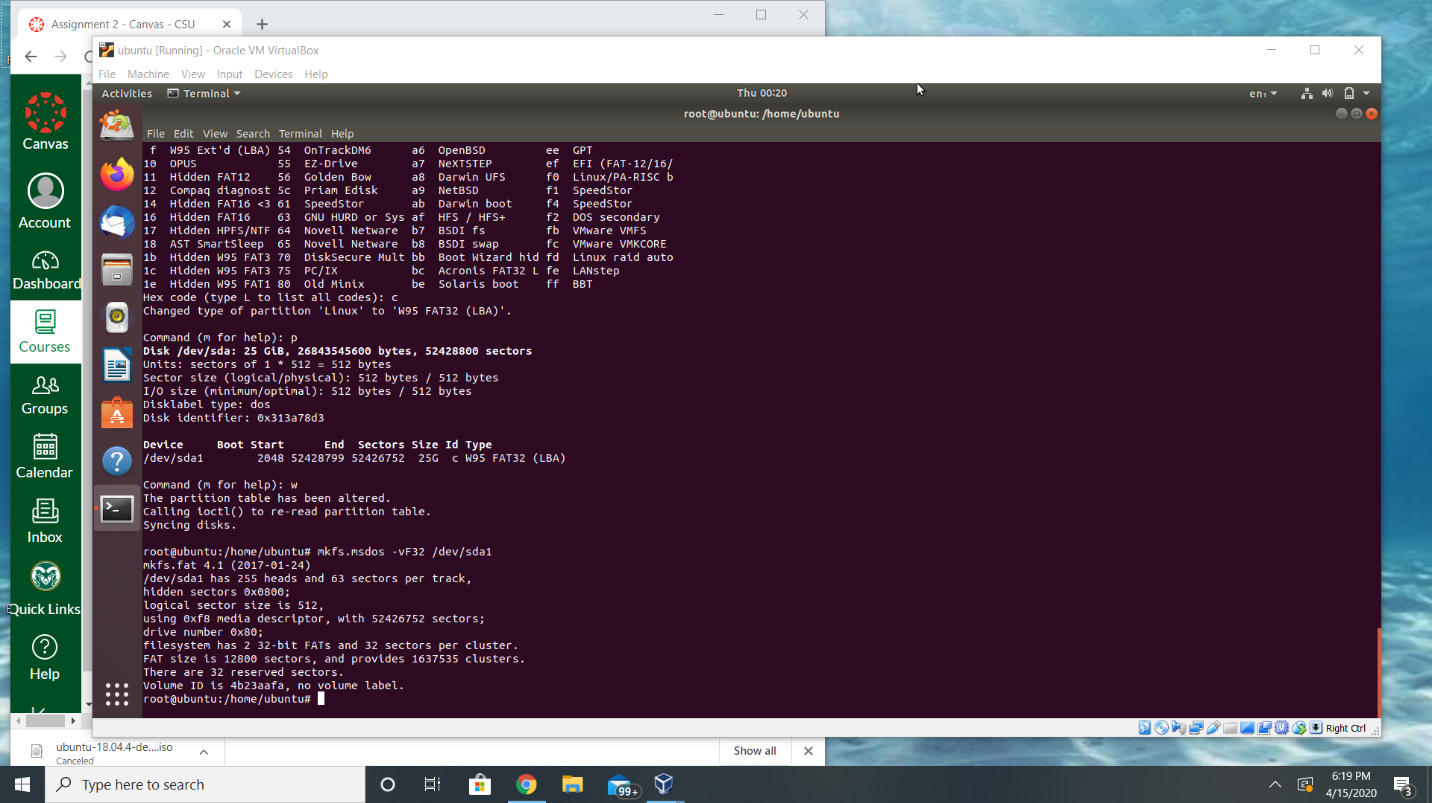 Assignment 2 - Canvas - CSU
ubuntu [Running] - Oracle VM VirtualBox
File Machine View Input Devices Help
Activities Terminal Thu 00:20 en₁
root@ubuntu: /home/ubuntu
File Edit View Search Terminal Help
f W95 Ext'd (LBA) 54 OnTrackDM6 a6 OpenBSD ee GPT
10 OPUS 55 EZ-Drive a7 NeXTSTEP ef EFI (FAT-12/16/
11 Hidden FAT12 56 Golden Bow a8 Darwin UFS f0 Linux/PA-RISC b
12 Compaq diagnost 5c Priam Edisk a9 NetBSD f1 SpeedStor
14 Hidden FAT16 <3 61 SpeedStor ab Darwin boot f4 SpeedStor
16 Hidden FAT16 63 GNU HURD or Sys af HFS / HFS+ f2 DOS secondary
17 Hidden HPFS/NTF 64 Novell Netware b7 BSDI fs fb VMware VMFS
18 AST SmartSleep 65 Novell Netware b8 BSDI swap fc VMware VMKCORE
1b Hidden W95 FAT3 70 DiskSecure Mult bb Boot Wizard hid fd Linux raid auto
1c Hidden W95 FAT3 75 PC/IX bc Acronis FAT32 L fe LANstep
1e Hidden W95 FAT1 80 Old Minix be Solaris boot ff BBT
Hex code (type L to list all codes): c
Changed type of partition 'Linux' to 'W95 FAT32 (LBA)'.
Command (m for help): p
Disk /dev/sda: 25 GiB, 26843545600 bytes, 52428800 sectors
Units: sectors of 1 * 512 = 512 bytes
Sector size (logical/physical): 512 bytes / 512 bytes
I/O size (minimum/optimal): 512 bytes / 512 bytes
Disklabel type: dos
Disk identifier: 0x313a78d3
Device Boot Start End Sectors Size Id Type
/dev/sda1 2048 52428799 52426752 25G c W95 FAT32 (LBA)
Command (m for help): w
The partition table has been altered.
Calling ioctl() to re-read partition table.
Syncing disks.
root@ubuntu:/home/ubuntu# mkfs.msdos -vF32 /dev/sda1
mkfs.fat 4.1 (2017-01-24)
/dev/sda1 has 255 heads and 63 sectors per track,
hidden sectors 0x0800;
logical sector size is 512,
using 0xf8 media descriptor, with 52426752 sectors;
drive number 0x80;
filesystem has 2 32-bit FATs and 32 sectors per cluster.
FAT size is 12800 sectors, and provides 1637535 clusters.
There are 32 reserved sectors.
Volume ID is 4b23aafa, no volume label.
root@ubuntu:/home/ubuntu#
Canvas
Account
Dashboard
Courses
Groups
Calendar
Inbox
Quick Links
Help
Right Ctrl
ubuntu-18.04.4-de....iso
Canceled
Show all
Type here to search
99+
6:19 PM
4/15/2020
3